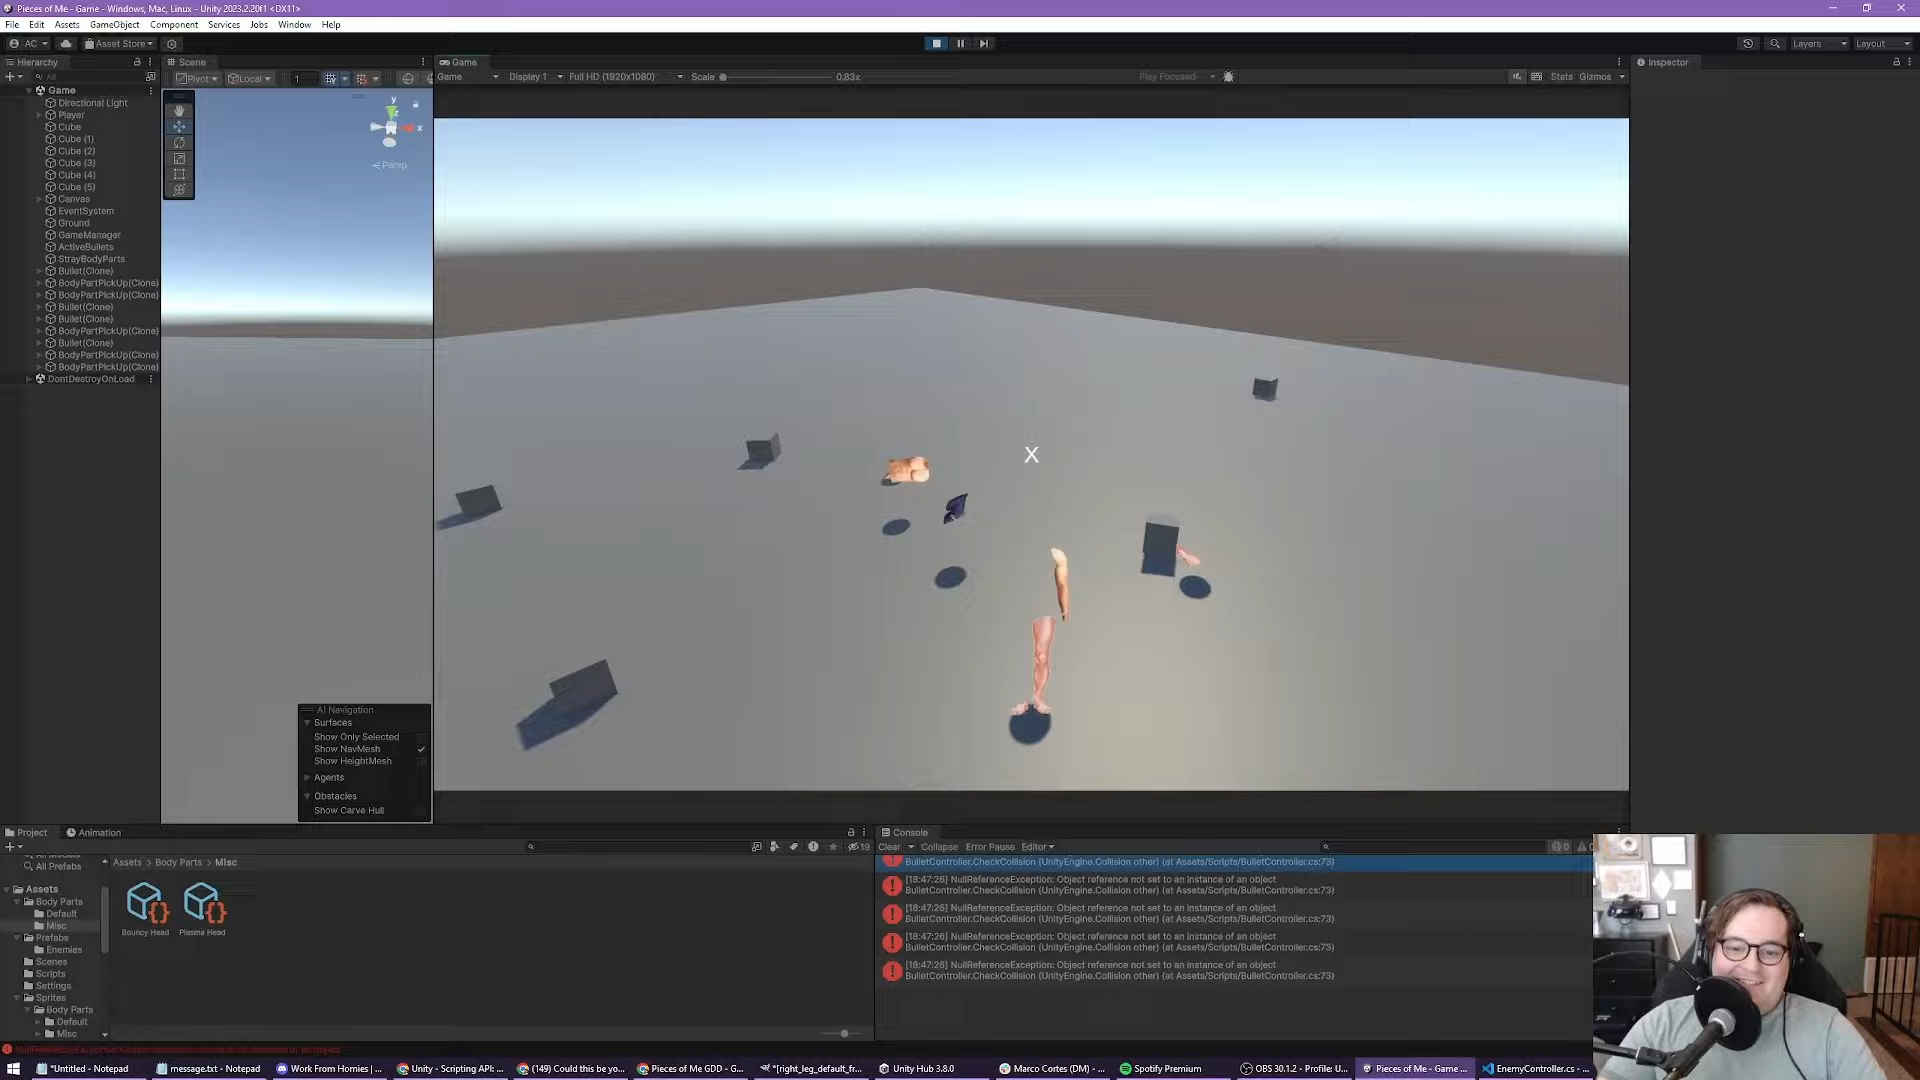 Pieces of Me - Game - Windows, Mac, Linux - Unity 2023.2.20f1 <DX11>
File Edit Assets GameObject Component Services Jobs Window Help
AC Asset Store Layers Layout
Hierarchy
All
Game
Directional Light
Player
Cube
Cube (1)
Cube (2)
Cube (3)
Cube (4)
Cube (5)
Canvas
EventSystem
Ground
GameManager
ActiveBullets
StrayBodyParts
Bullet(Clone)
BodyPartPickUp(Clone)
BodyPartPickUp(Clone)
Bullet(Clone)
Bullet(Clone)
BodyPartPickUp(Clone)
Bullet(Clone)
BodyPartPickUp(Clone)
BodyPartPickUp(Clone)
DontDestroyOnLoad
Scene
Pivot Local 1
y
x
Persp
AI Navigation
Surfaces
Show Only Selected
Show NavMesh
Show HeightMesh
Agents
Obstacles
Show Carve Hull
Game
Game Display 1 Full HD (1920x1080) Scale 0.83x Play Focused Stats Gizmos
X
Inspector
Project Animation
19
All Prefabs
Assets
Body Parts
Default
Misc
Prefabs
Enemies
Scenes
Scripts
Settings
Sprites
Body Parts
Default
Misc
Assets > Body Parts > Misc
Bouncy Head Plasma Head
Console
Clear Collapse Error Pause Editor 0
BulletController.CheckCollision (UnityEngine.Collision other) (at Assets/Scripts/BulletController.cs:73)
[18:47:26] NullReferenceException: Object reference not set to an instance of an object
BulletController.CheckCollision (UnityEngine.Collision other) (at Assets/Scripts/BulletController.cs:73)
[18:47:26] NullReferenceException: Object reference not set to an instance of an object
BulletController.CheckCollision (UnityEngine.Collision other) (at Assets/Scripts/BulletController.cs:73)
[18:47:26] NullReferenceException: Object reference not set to an instance of an object
BulletController.CheckCollision (UnityEngine.Collision other) (at Assets/Scripts/BulletController.cs:73)
[18:47:26] NullReferenceException: Object reference not set to an instance of an object
BulletController.CheckCollision (UnityEngine.Collision other) (at Assets/Scripts/BulletController.cs:73)
*Untitled - Notepad message.txt - Notepad Work From Homies | ... Unity - Scripting API: ... (149) Could this be yo... Pieces of Me GDD - G... *[right_leg_default_fr... Unity Hub 3.8.0 Marco Cortes (DM) - ... Spotify Premium OBS 30.1.2 - Profile: U... Pieces of Me - Game ... EnemyController.cs - ...